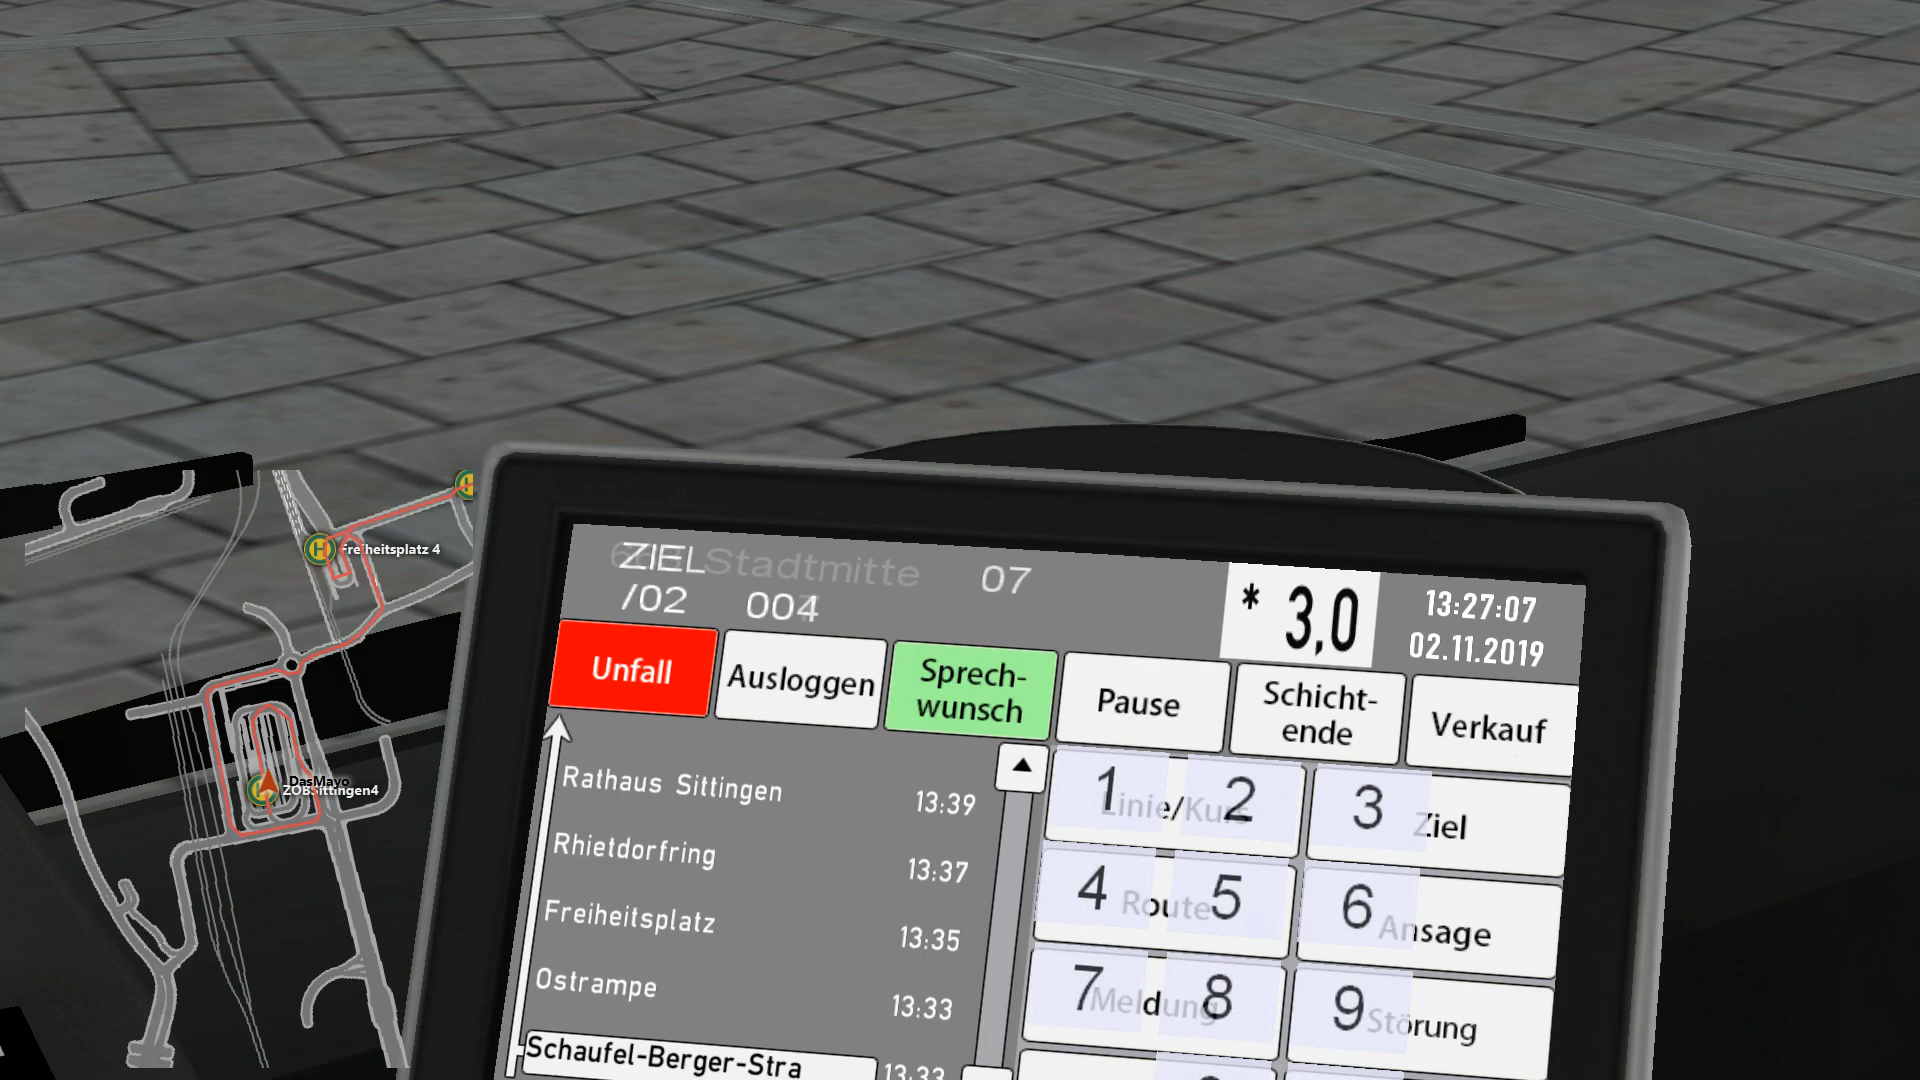 ZIEL Stadtmitte 07
/02 004
* 3,0
13:27:07
02.11.2019
Unfall
Ausloggen
Sprech-
wunsch
Pause
Schicht-
ende
Verkauf
Rathaus Sittingen 13:39
Rhietdorfring 13:37
Freiheitsplatz 13:35
Ostrampe 13:33
Schaufel-Berger-Stra 13:33
1 Linie/Kurs 2
3 Ziel
4 Route 5
6 Ansage
7 Meldung 8
9 Störung
H
Freiheitsplatz 4
DasMayo
ZOBSittingen4